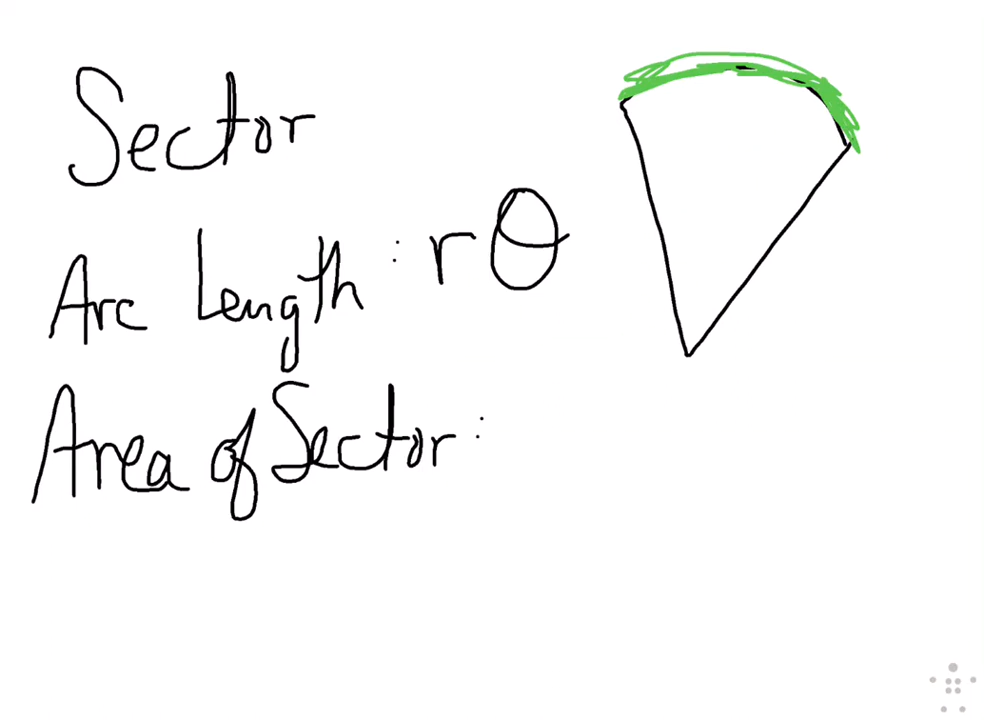 Sector
Arc Length : rθ
Area of Sector :